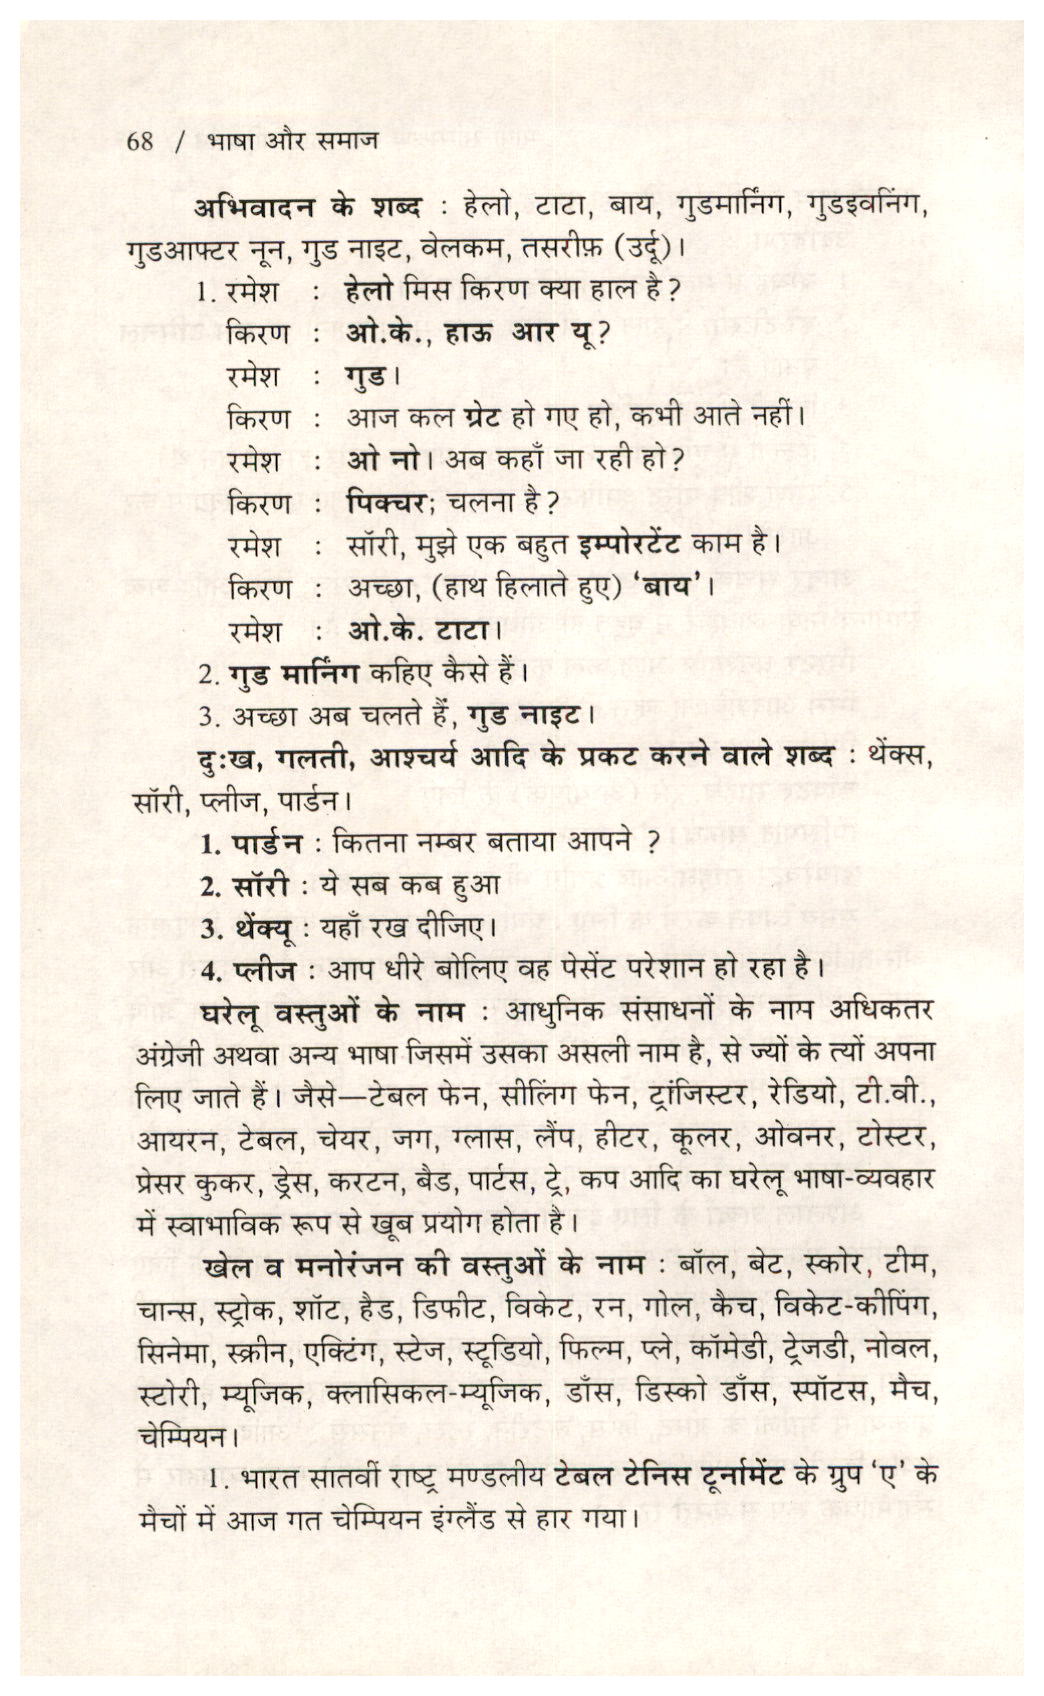 68 / भाषा और समाज
अभिवादन के शब्द : हेलो, टाटा, बाय, गुडमार्निंग, गुडइवनिंग,
गुडआफ्टर नून, गुड नाइट, वेलकम, तसरीफ़ (उर्दू)।
1. रमेश : हेलो मिस किरण क्या हाल है?
किरण : ओ.के., हाऊ आर यू?
रमेश : गुड।
किरण : आज कल ग्रेट हो गए हो, कभी आते नहीं।
रमेश : ओ नो। अब कहाँ जा रही हो?
किरण : पिक्चर; चलना है?
रमेश : सॉरी, मुझे एक बहुत इम्पोरटेंट काम है।
किरण : अच्छा, (हाथ हिलाते हुए) ‘बाय’।
रमेश : ओ.के. टाटा।
2. गुड मार्निंग कहिए कैसे हैं।
3. अच्छा अब चलते हैं, गुड नाइट।
दुःख, गलती, आश्चर्य आदि के प्रकट करने वाले शब्द : थेंक्स,
सॉरी, प्लीज, पार्डन।
1. पार्डन : कितना नम्बर बताया आपने ?
2. सॉरी : ये सब कब हुआ
3. थेंक्यू : यहाँ रख दीजिए।
4. प्लीज : आप धीरे बोलिए वह पेसेंट परेशान हो रहा है।
घरेलू वस्तुओं के नाम : आधुनिक संसाधनों के नाम अधिकतर
अंग्रेजी अथवा अन्य भाषा जिसमें उसका असली नाम है, से ज्यों के त्यों अपना
लिए जाते हैं। जैसे—टेबल फेन, सीलिंग फेन, ट्रांजिस्टर, रेडियो, टी.वी.,
आयरन, टेबल, चेयर, जग, ग्लास, लैंप, हीटर, कूलर, ओवनर, टोस्टर,
प्रेसर कुकर, ड्रेस, करटन, बैड, पार्टस, ट्रे, कप आदि का घरेलू भाषा-व्यवहार
में स्वाभाविक रूप से खूब प्रयोग होता है।
खेल व मनोरंजन की वस्तुओं के नाम : बॉल, बेट, स्कोर, टीम,
चान्स, स्ट्रोक, शॉट, हैड, डिफीट, विकेट, रन, गोल, कैच, विकेट-कीपिंग,
सिनेमा, स्क्रीन, एक्टिंग, स्टेज, स्टूडियो, फिल्म, प्ले, कॉमेडी, ट्रेजडी, नोवल,
स्टोरी, म्यूजिक, क्लासिकल-म्यूजिक, डाँस, डिस्को डाँस, स्पॉटस, मैच,
चेम्पियन।
1. भारत सातवीं राष्ट्र मण्डलीय टेबल टेनिस टूर्नामेंट के ग्रुप ‘ए’ के
मैचों में आज गत चेम्पियन इंग्लैंड से हार गया।